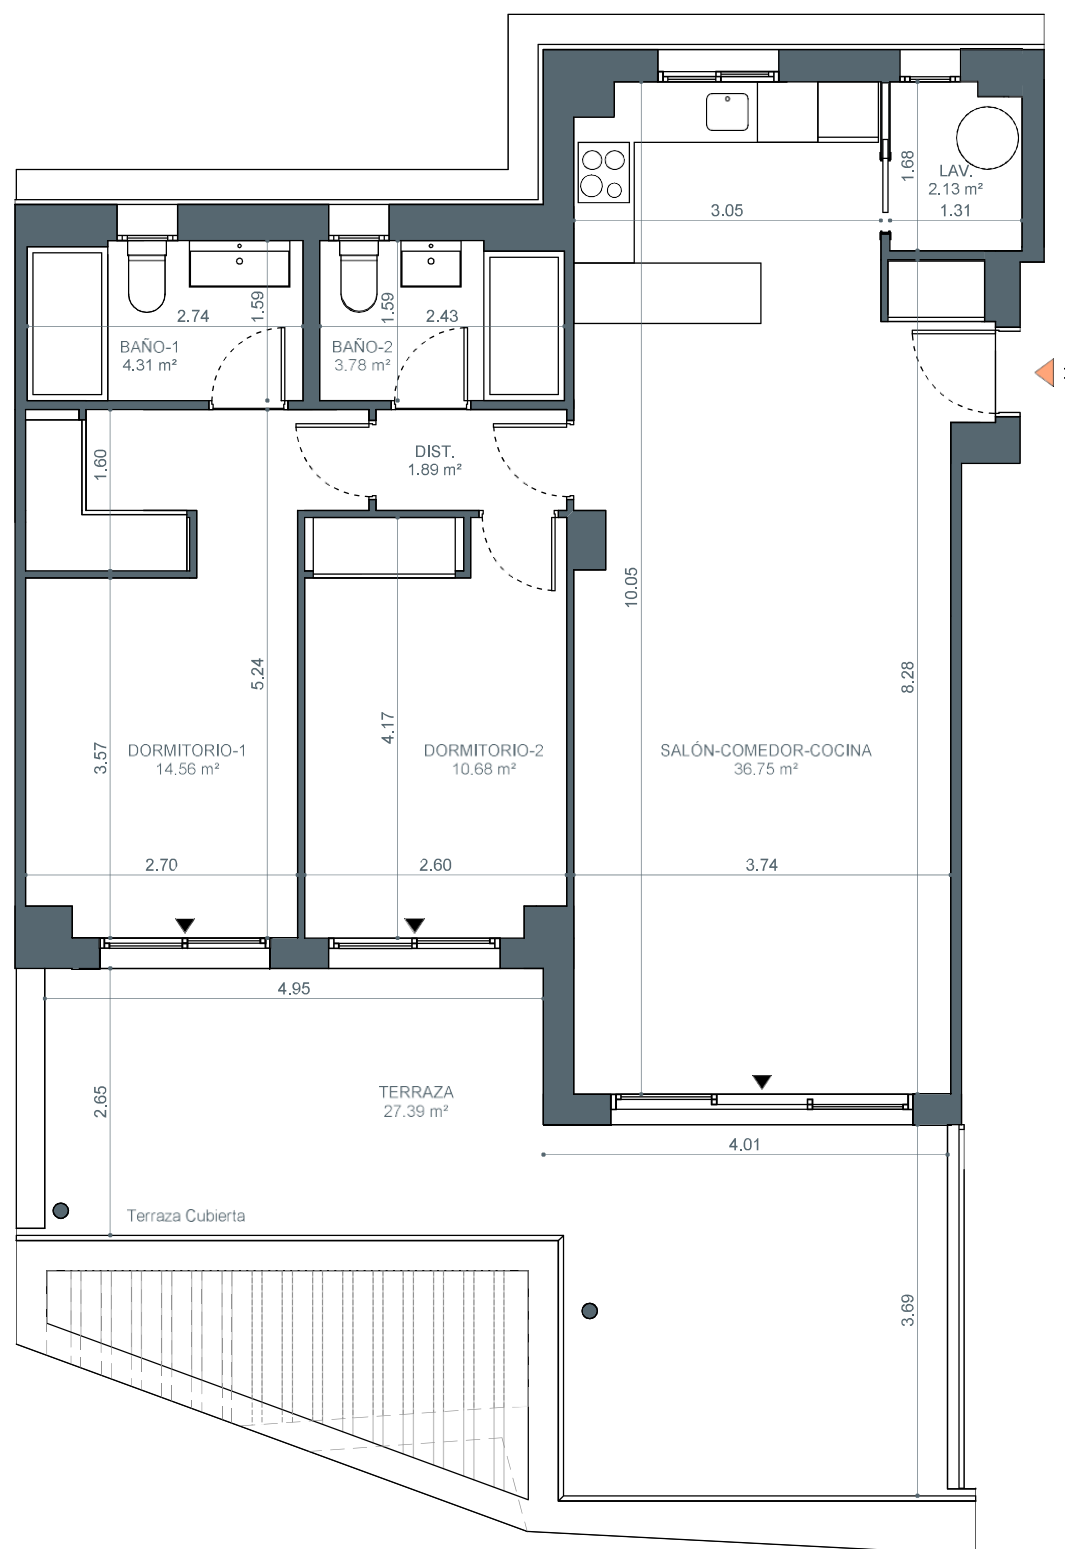 1.68
LAV.
2.13 m²
3.05
1.31
2.74
1.59
1.59
2.43
BAÑO-1
4.31 m²
BAÑO-2
3.78 m²
1.60
DIST.
1.89 m²
10.05
5.24
8.28
4.17
3.57
DORMITORIO-1
14.56 m²
DORMITORIO-2
10.68 m²
SALÓN-COMEDOR-COCINA
36.75 m²
2.70
2.60
3.74
4.95
2.65
TERRAZA
27.39 m²
4.01
Terraza Cubierta
3.69